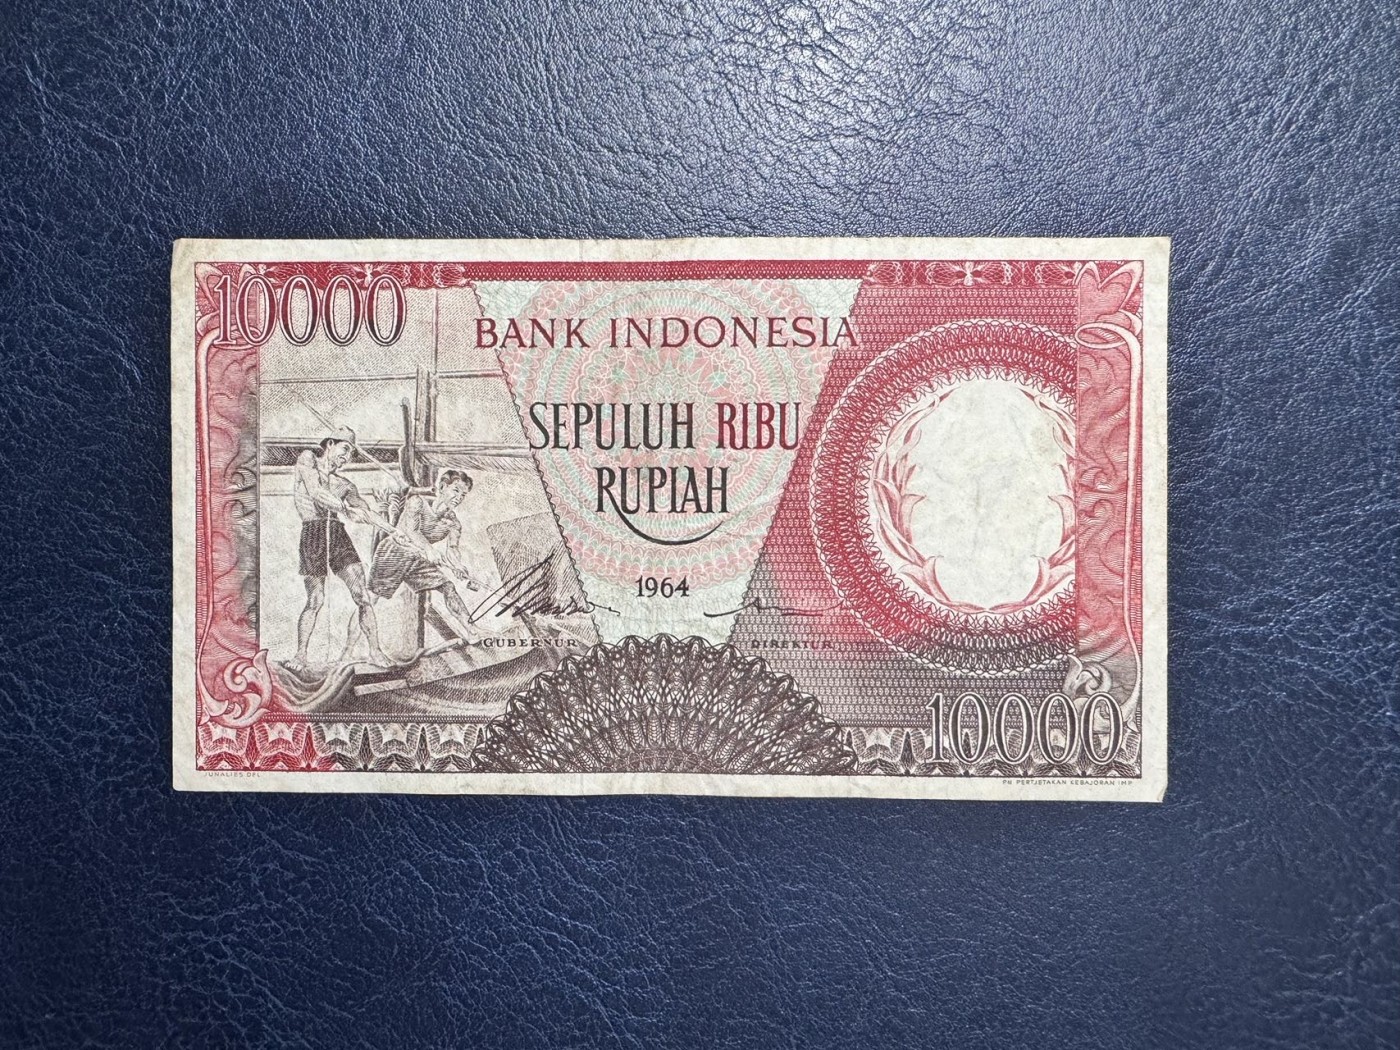 10000
BANK INDONESIA
SEPULUH RIBU
RUPIAH
1964
GUBERNUR
DIREKTUR
10000
JUNALIES DEL.
PN PERTJETAKAN KEBAJORAN IMP